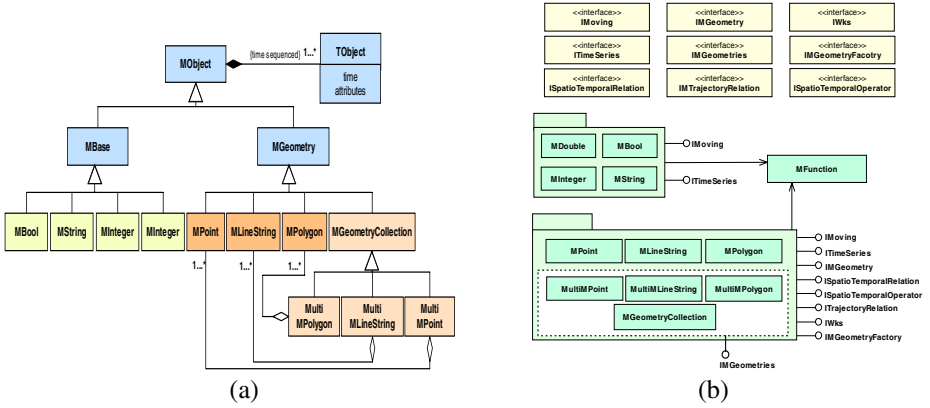 {time sequenced}
1...*
MObject
TObject
time
attributes
MBase
MGeometry
MBool
MString
MInteger
MInteger
MPoint
MLineString
MPolygon
MGeometryCollection
1...*
1...*
1...*
Multi
MPolygon
Multi
MLineString
Multi
MPoint
(a)
<<interface>>
IMoving
<<interface>>
IMGeometry
<<interface>>
IWks
<<interface>>
ITimeSeries
<<interface>>
IMGeometries
<<interface>>
IMGeometryFacotry
<<interface>>
ISpatioTemporalRelation
<<interface>>
IMTrajectoryRelation
<<interface>>
ISpatioTemporalOperator
MDouble
MBool
MInteger
MString
IMoving
ITimeSeries
MFunction
MPoint
MLineString
MPolygon
MultiMPoint
MultiMLineString
MultiMPolygon
MGeometryCollection
IMoving
ITimeSeries
IMGeometry
ISpatioTemporalRelation
ISpatioTemporalOperator
ITrajectoryRelation
IWks
IMGeometryFactory
IMGeometries
(b)